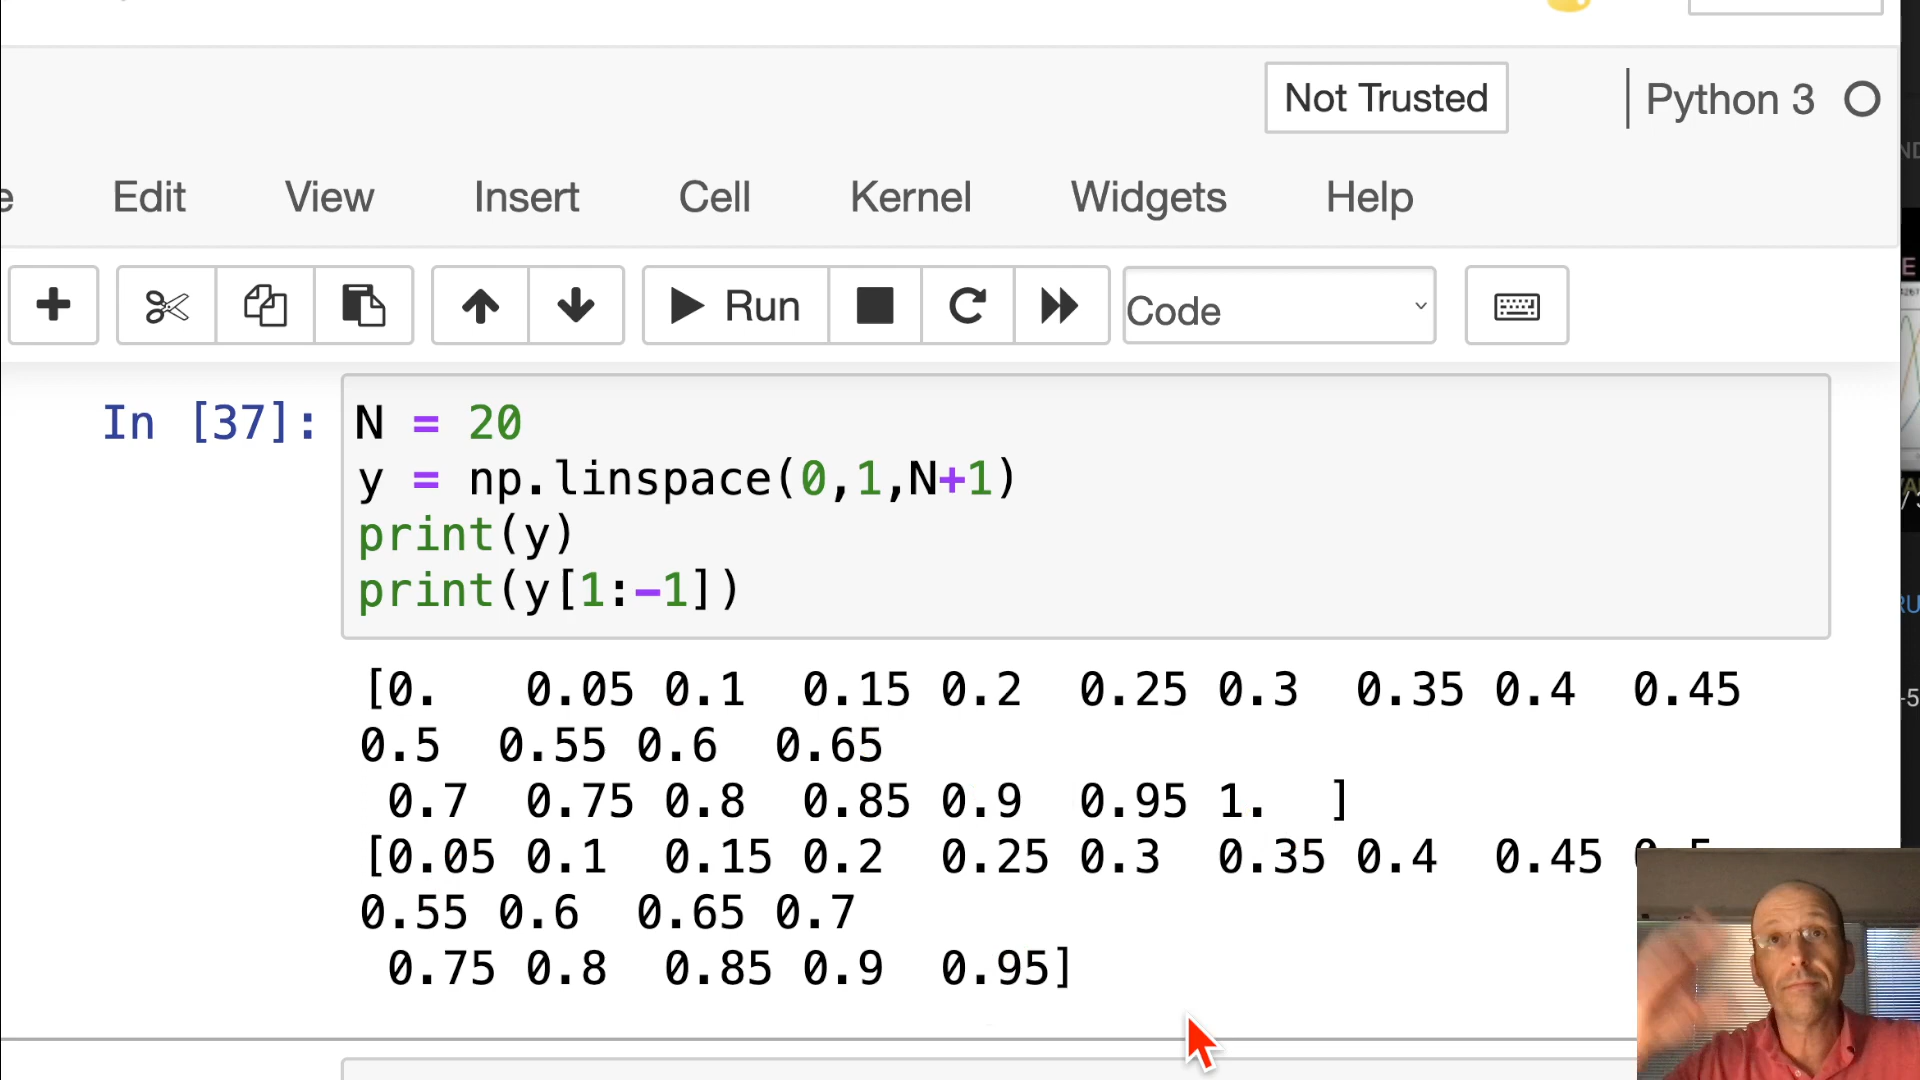 Not Trusted
Python 3
Edit View Insert Cell Kernel Widgets Help
Run
Code
In [37]: N = 20
y = np.linspace(0,1,N+1)
print(y)
print(y[1:-1])
[0. 0.05 0.1 0.15 0.2 0.25 0.3 0.35 0.4 0.45
0.5 0.55 0.6 0.65
0.7 0.75 0.8 0.85 0.9 0.95 1. ]
[0.05 0.1 0.15 0.2 0.25 0.3 0.35 0.4 0.45
0.55 0.6 0.65 0.7
0.75 0.8 0.85 0.9 0.95]